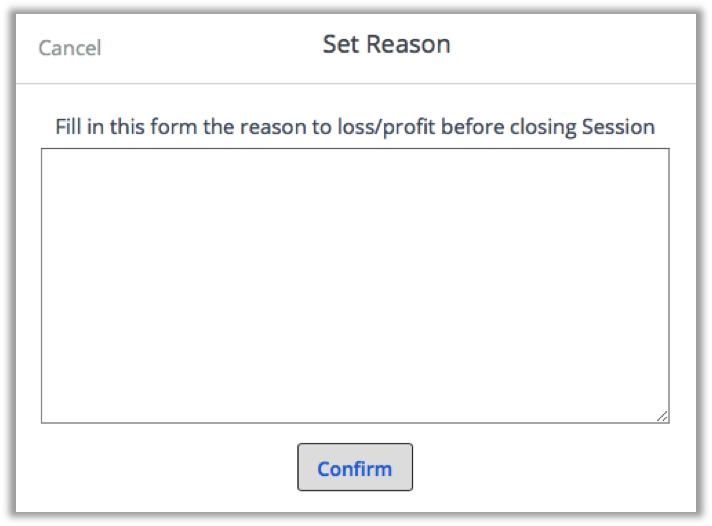 Cancel
Set Reason
Fill in this form the reason to loss/profit before closing Session
Confirm